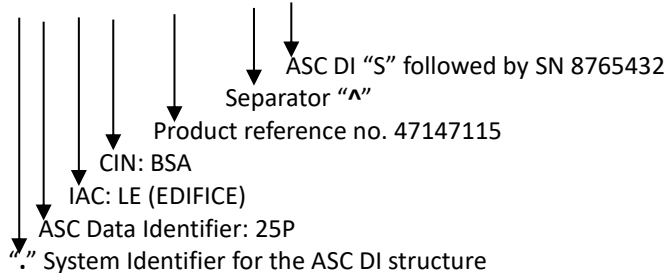 ASC DI “S” followed by SN 8765432
Separator “^”
Product reference no. 47147115
CIN: BSA
IAC: LE (EDIFICE)
ASC Data Identifier: 25P
“.” System Identifier for the ASC DI structure